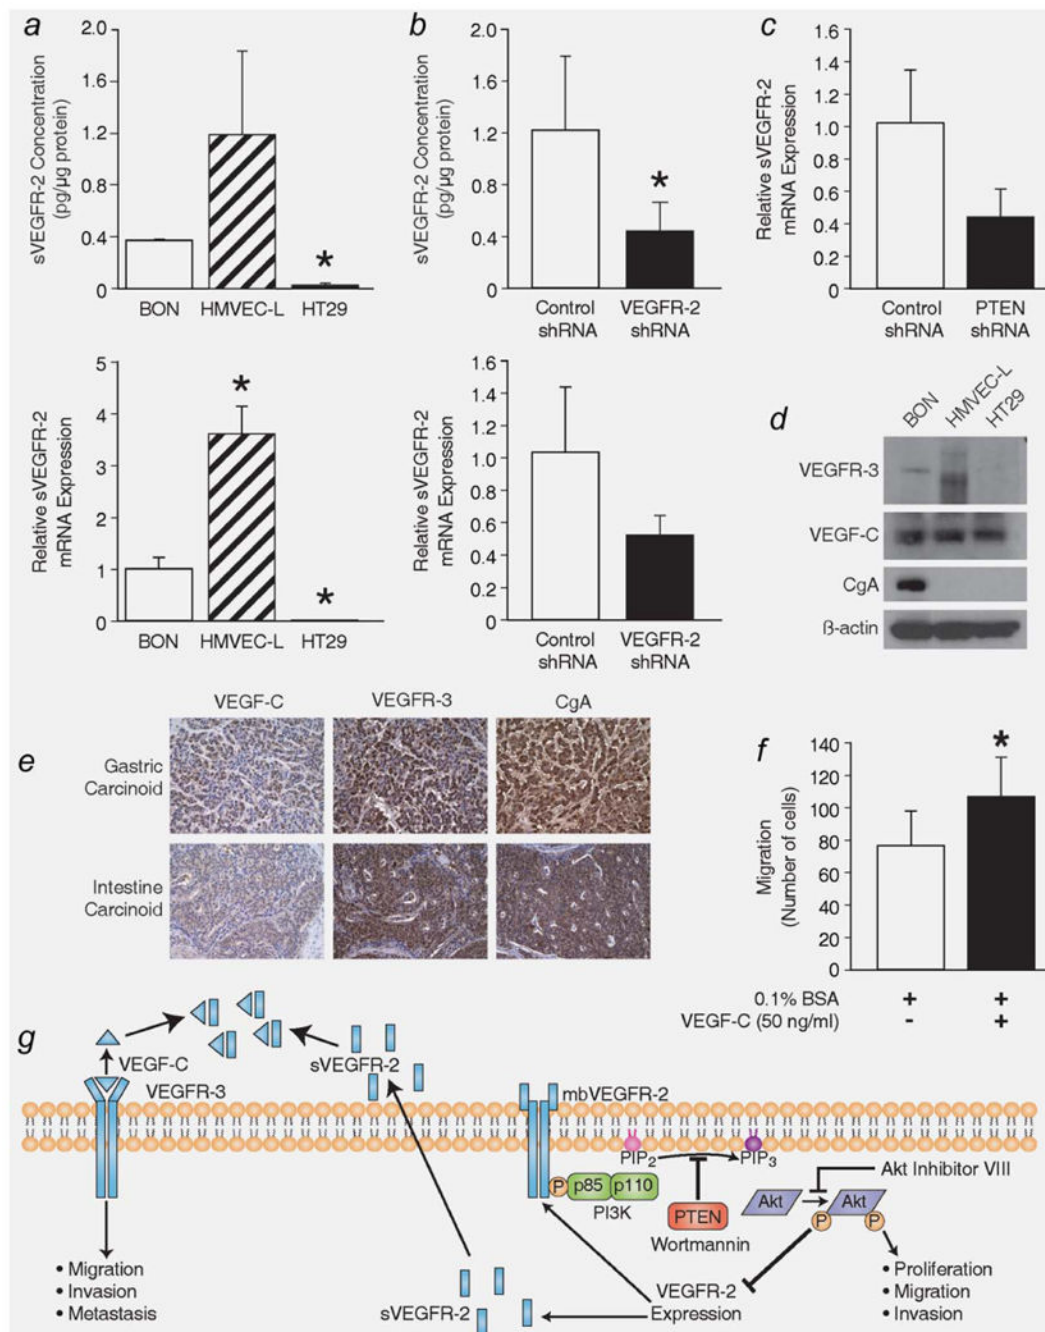 a
sVEGFR-2 Concentration
(pg/µg protein)
2.0
1.6
1.2
0.8
0.4
0
*
BON HMVEC-L HT29
b
sVEGFR-2 Concentration
(pg/µg protein)
2.0
1.6
1.2
0.8
0.4
0
*
Control
shRNA
VEGFR-2
shRNA
c
Relative sVEGFR-2
mRNA Expression
1.6
1.4
1.2
1.0
0.8
0.6
0.4
0.2
0
Control
shRNA
PTEN
shRNA
Relative sVEGFR-2
mRNA Expression
5
4
3
2
1
0
*
*
BON HMVEC-L HT29
Relative sVEGFR-2
mRNA Expression
1.6
1.4
1.2
1.0
0.8
0.6
0.4
0.2
0
Control
shRNA
VEGFR-2
shRNA
d
BON
HMVEC-L
HT29
VEGFR-3
VEGF-C
CgA
ß-actin
e
VEGF-C VEGFR-3 CgA
Gastric
Carcinoid
Intestine
Carcinoid
f
Migration
(Number of cells)
140
120
100
80
60
40
20
0
*
0.1% BSA + +
VEGF-C (50 ng/ml) - +
g
VEGF-C
VEGFR-3
sVEGFR-2
mbVEGFR-2
PIP2
PIP3
P
p85
p110
PI3K
PTEN
Wortmannin
Akt Inhibitor VIII
Akt
Akt
P
P
• Migration
• Invasion
• Metastasis
sVEGFR-2
VEGFR-2
Expression
• Proliferation
• Migration
• Invasion